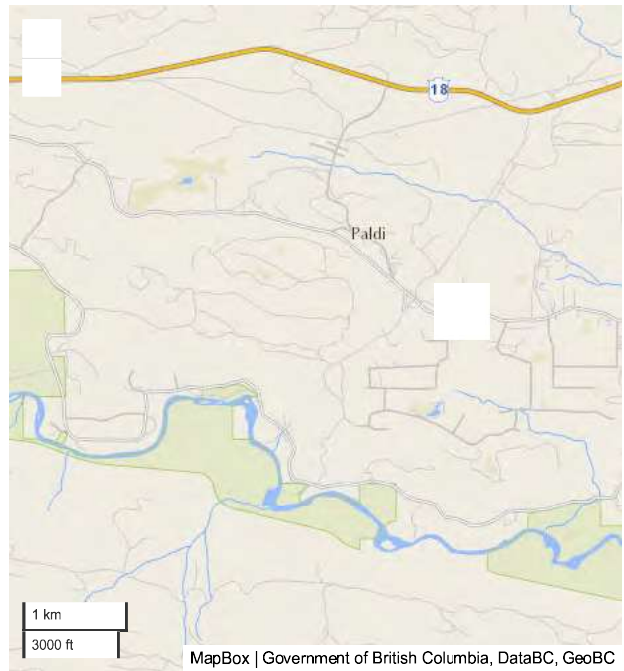 18
Paldi
1 km
3000 ft
MapBox | Government of British Columbia, DataBC, GeoBC